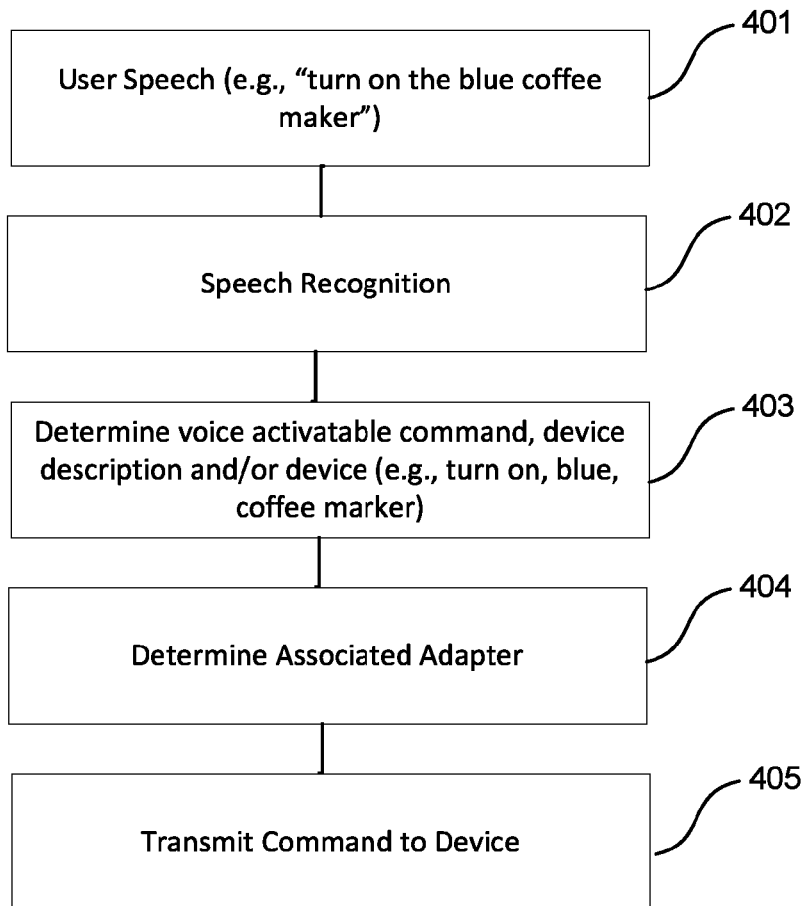 401
User Speech (e.g., “turn on the blue coffee
maker”)
402
Speech Recognition
403
Determine voice activatable command, device
description and/or device (e.g., turn on, blue,
coffee marker)
404
Determine Associated Adapter
405
Transmit Command to Device